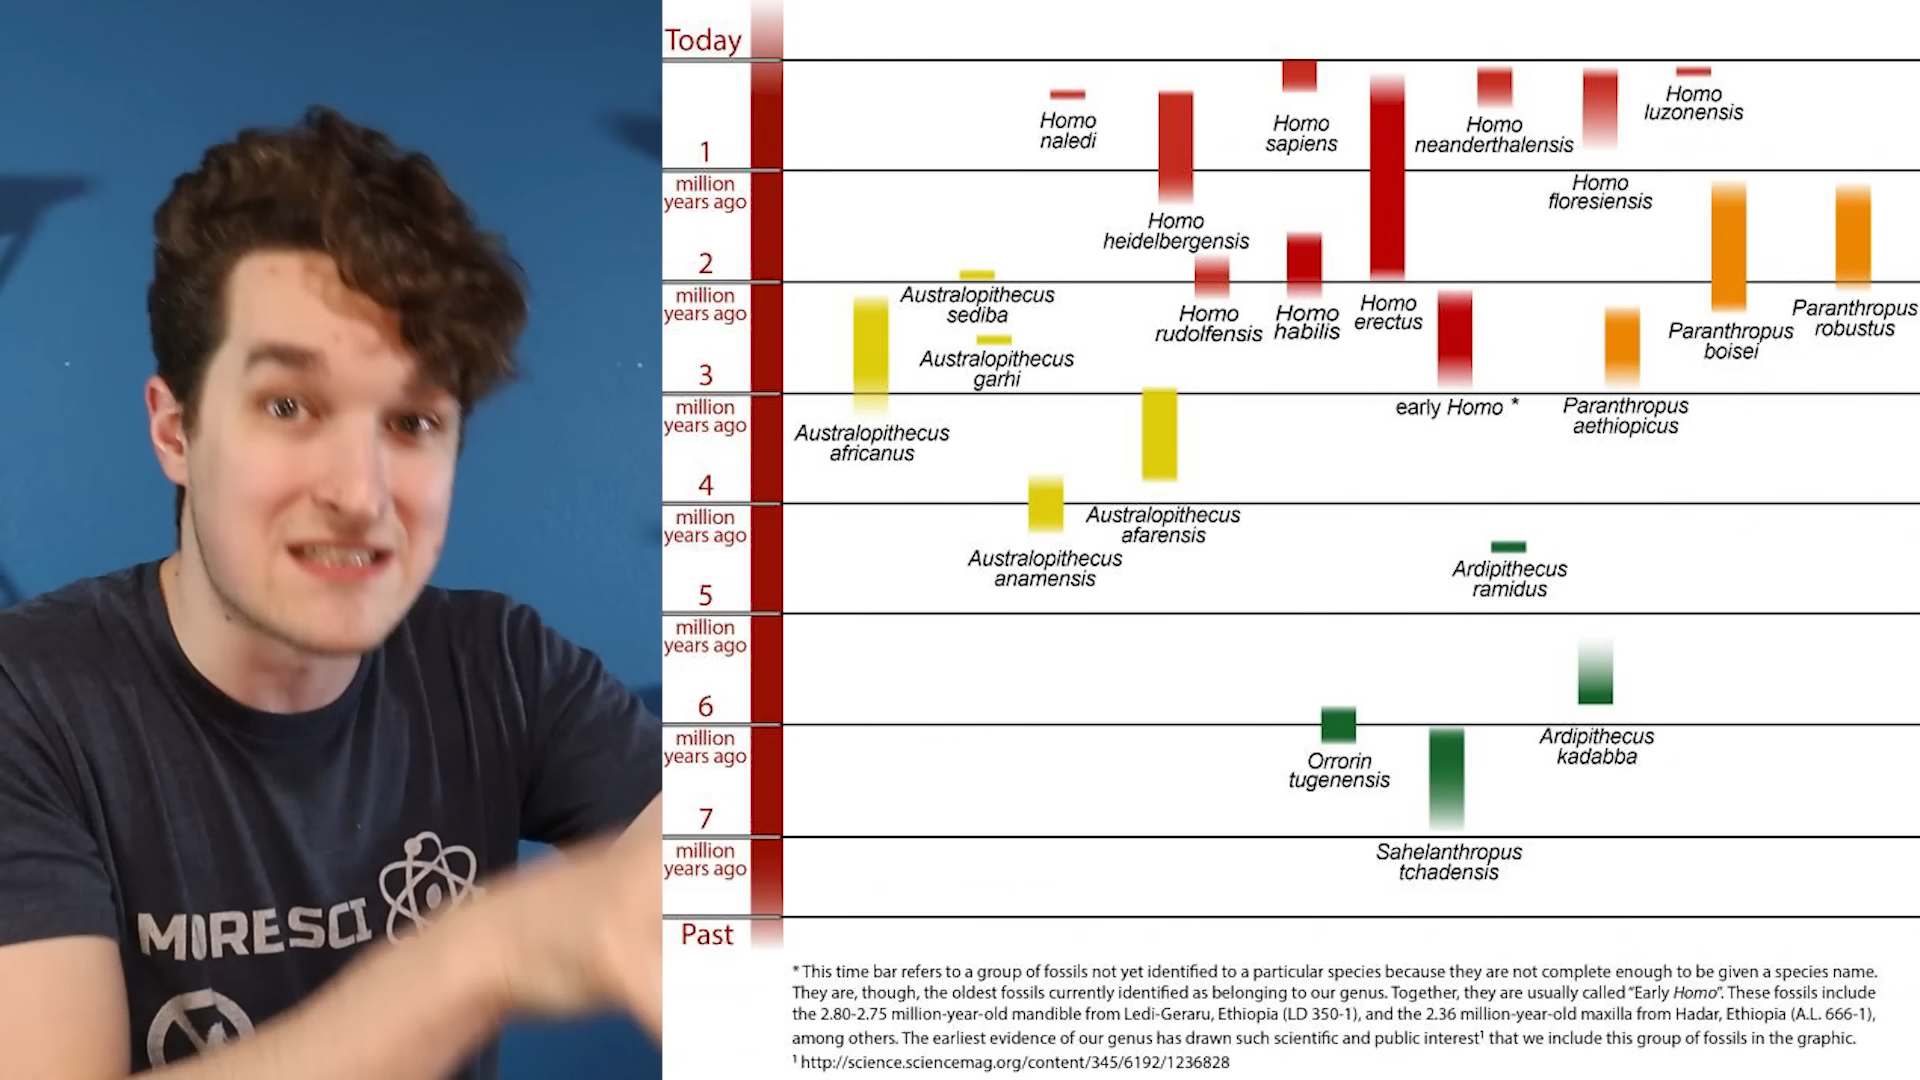 Today
1
million
years ago
2
million
years ago
3
million
years ago
4
million
years ago
5
million
years ago
6
million
years ago
7
million
years ago
Past
Homo
naledi
Homo
heidelbergensis
Homo
sapiens
Homo
neanderthalensis
Homo
floresiensis
Homo
luzonensis
Australopithecus
sediba
Australopithecus
garhi
Australopithecus
africanus
Homo
rudolfensis
Homo
habilis
Homo
erectus
early Homo *
Paranthropus
aethiopicus
Paranthropus
boisei
Paranthropus
robustus
Australopithecus
afarensis
Australopithecus
anamensis
Ardipithecus
ramidus
Ardipithecus
kadabba
Orrorin
tugenensis
Sahelanthropus
tchadensis
* This time bar refers to a group of fossils not yet identified to a particular species because they are not complete enough to be given a species name.
They are, though, the oldest fossils currently identified as belonging to our genus. Together, they are usually called “Early Homo”. These fossils include
the 2.80-2.75 million-year-old mandible from Ledi-Geraru, Ethiopia (LD 350-1), and the 2.36 million-year-old maxilla from Hadar, Ethiopia (A.L. 666-1),
among others. The earliest evidence of our genus has drawn such scientific and public interest¹ that we include this group of fossils in the graphic.
¹ http://science.sciencemag.org/content/345/6192/1236828
MORESCI